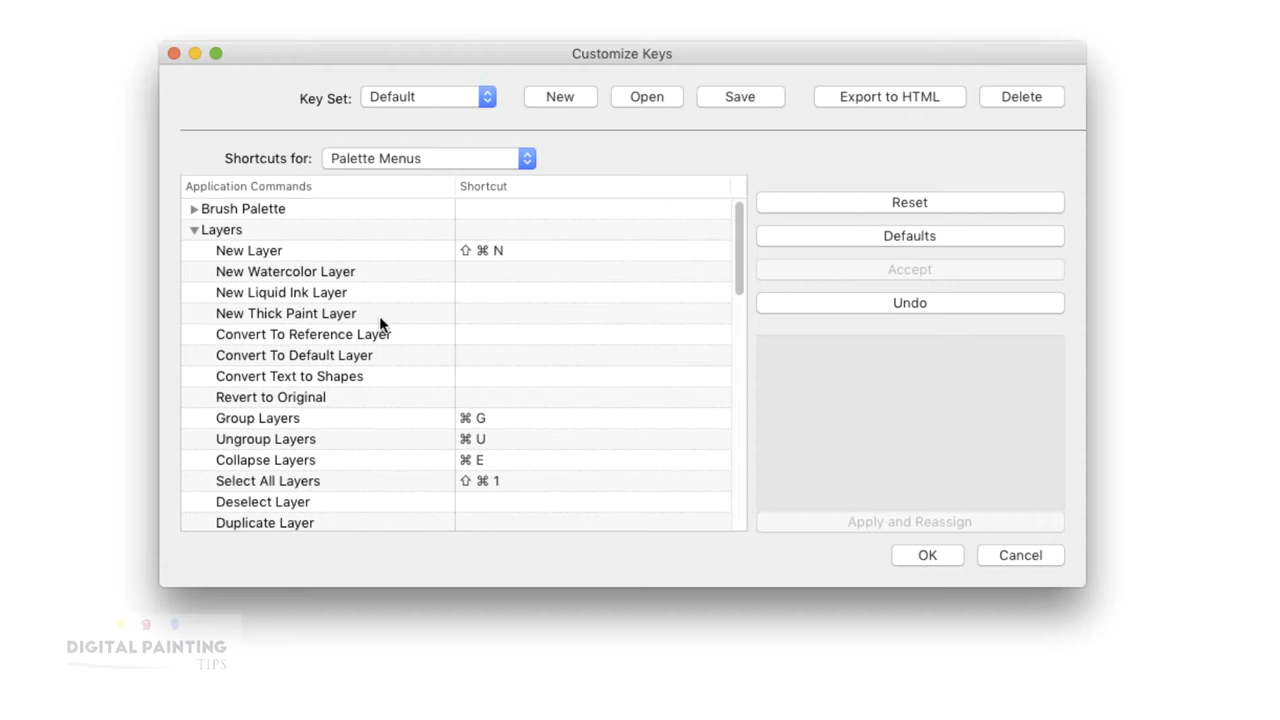 Customize Keys
Key Set: Default New Open Save Export to HTML Delete
Shortcuts for: Palette Menus
Application Commands Shortcut
Brush Palette
Layers
New Layer ⇧ ⌘ N
New Watercolor Layer
New Liquid Ink Layer
New Thick Paint Layer
Convert To Reference Layer
Convert To Default Layer
Convert Text to Shapes
Revert to Original
Group Layers ⌘ G
Ungroup Layers ⌘ U
Collapse Layers ⌘ E
Select All Layers ⇧ ⌘ 1
Deselect Layer
Duplicate Layer
Reset
Defaults
Accept
Undo
Apply and Reassign
OK Cancel
DIGITAL PAINTING
TIPS